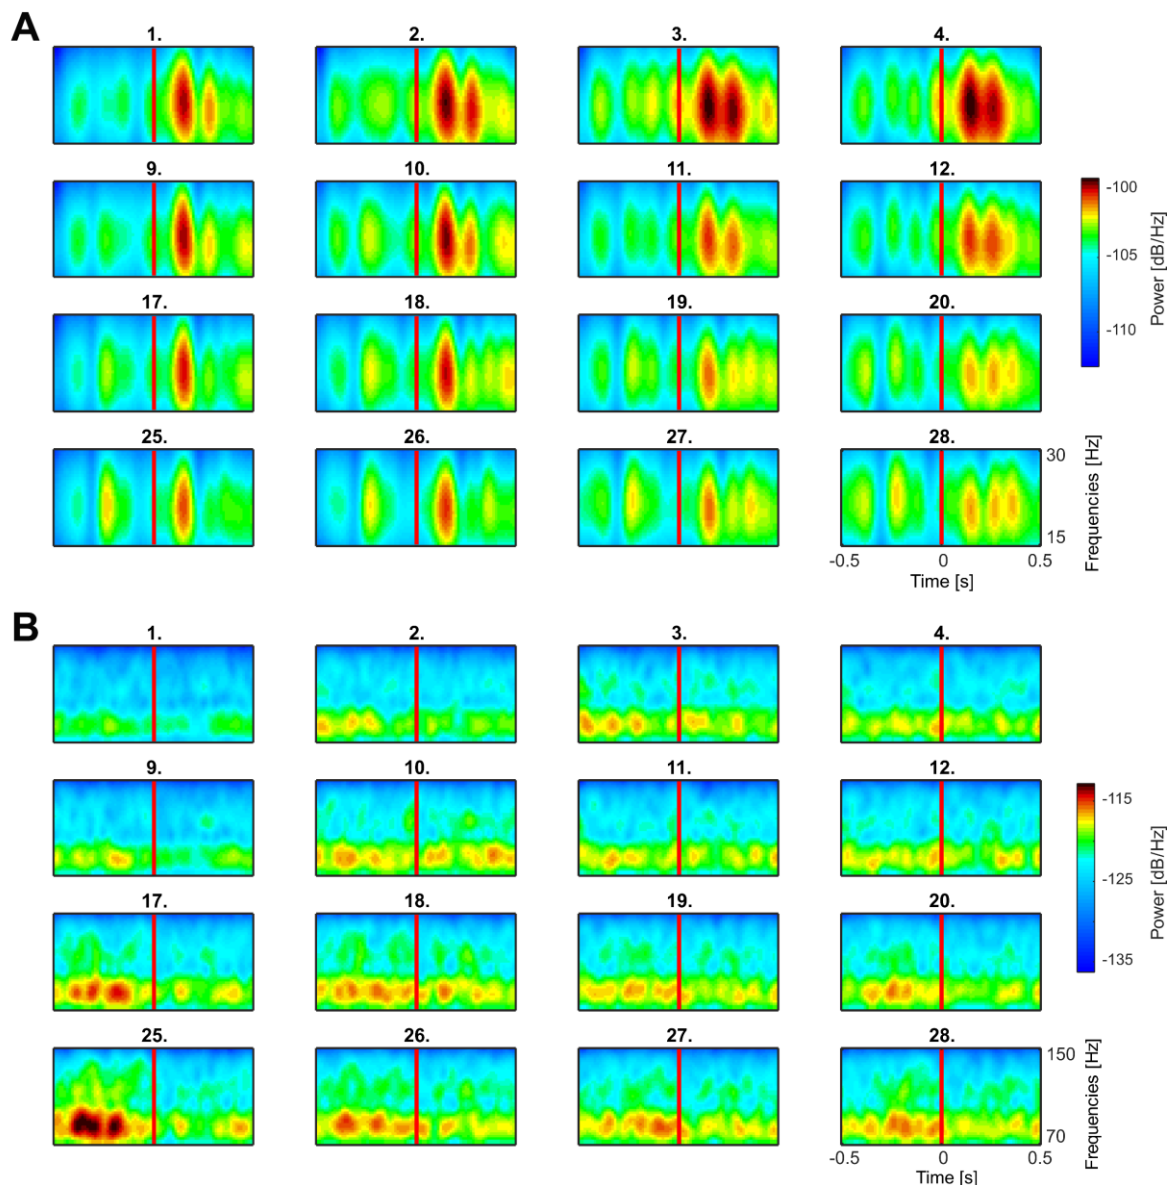 A
1. 2. 3. 4.
9. 10. 11. 12.
-100
-105
-110
Power [dB/Hz]
17. 18. 19. 20.
25. 26. 27. 28.
30
15
Frequencies [Hz]
-0.5 0 0.5
Time [s]
B
1. 2. 3. 4.
9. 10. 11. 12.
-115
-125
-135
Power [dB/Hz]
17. 18. 19. 20.
25. 26. 27. 28.
150
70
Frequencies [Hz]
-0.5 0 0.5
Time [s]